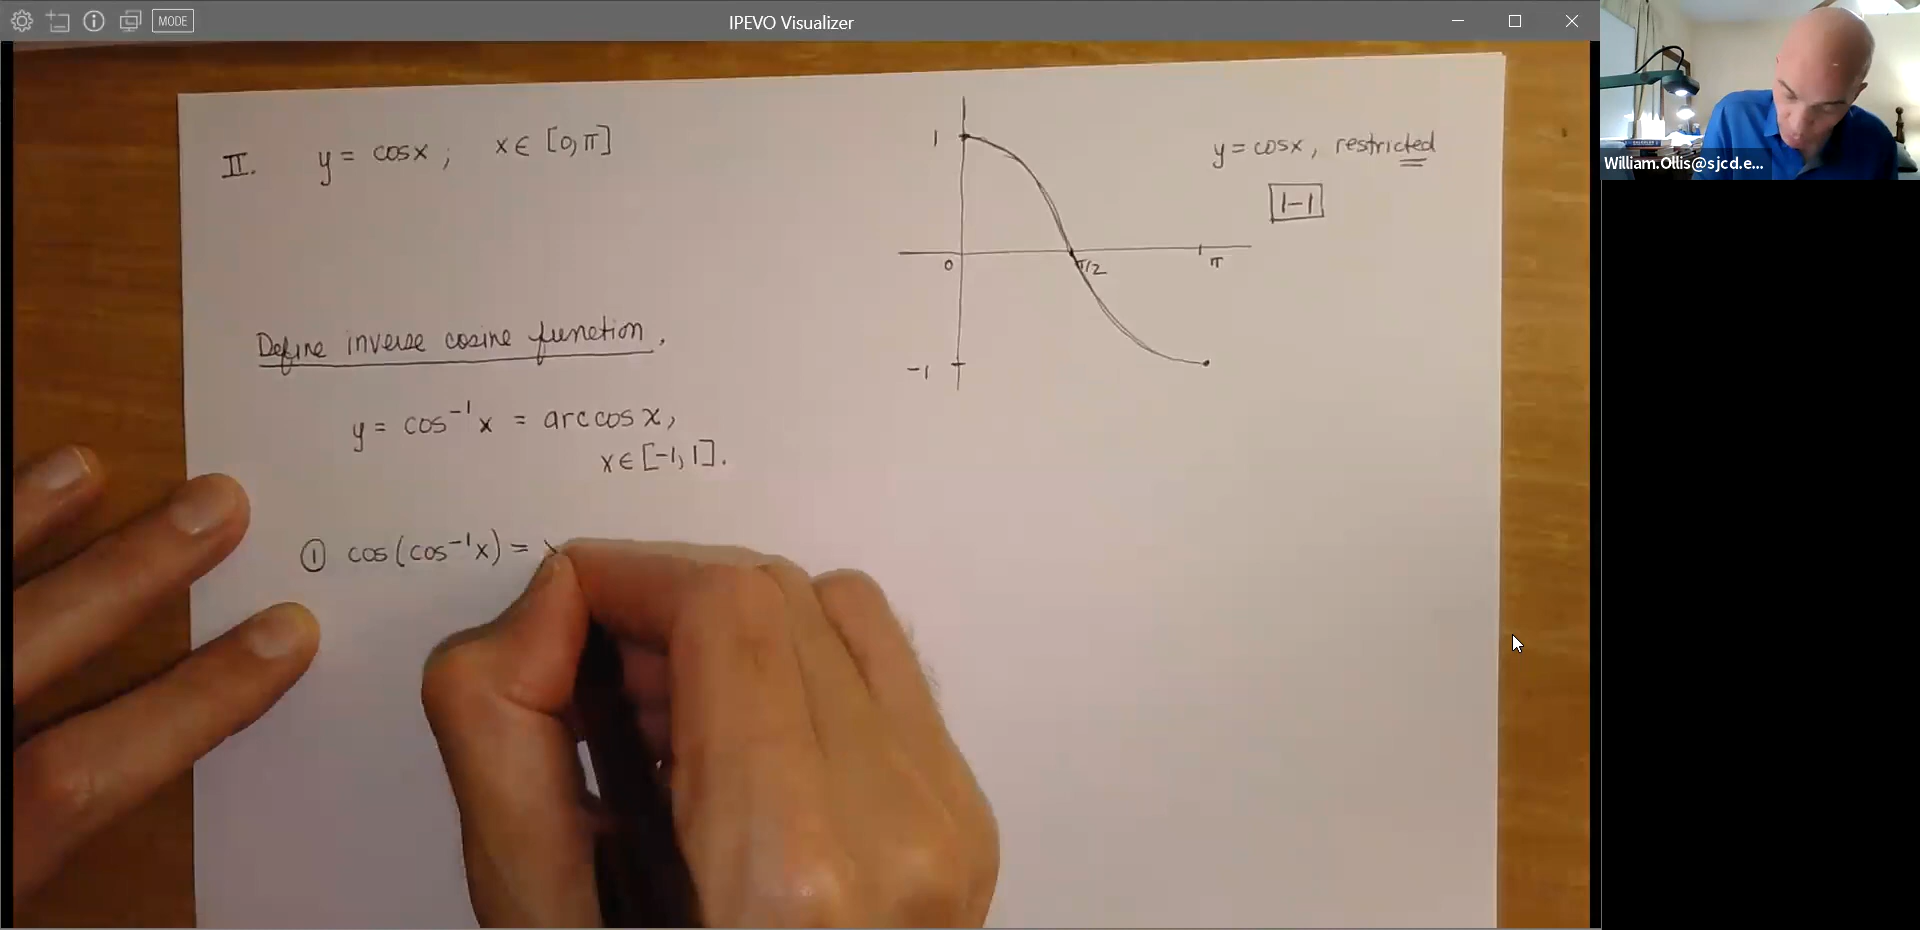 MODE
IPEVO Visualizer
II. y = cosx ; x ∈ [0,π]
1
y = cosx, restricted
1-1
0
π/2
π
-1
Define inverse cosine function.
y = cos⁻¹x = arccos x,
x ∈ [-1,1].
① cos(cos⁻¹x) =
William.Ollis@sjcd.e...